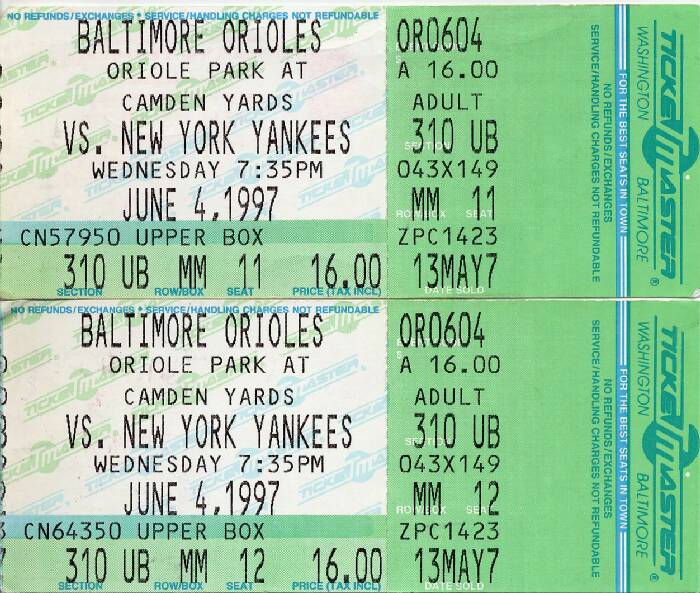 NO REFUNDS/EXCHANGES * SERVICE/HANDLING CHARGES NOT REFUNDABLE
BALTIMORE ORIOLES
ORIOLE PARK AT
CAMDEN YARDS
VS. NEW YORK YANKEES
WEDNESDAY 7:35PM
JUNE 4,1997
CN57950 UPPER BOX
310 UB MM 11 16.00
SECTION ROW/BOX SEAT PRICE (TAX INCL)
OR0604
A 16.00
ADULT
310 UB
SECTION
043X149
MM 11
ROW/BOX SEAT
ZPC1423
13MAY7
DATE SOLD
NO REFUNDS/EXCHANGES
SERVICE/HANDLING CHARGES NOT REFUNDABLE
FOR THE BEST SEATS IN TOWN
WASHINGTON BALTIMORE
TICKETMASTER®
NO REFUNDS/EXCHANGES * SERVICE/HANDLING CHARGES NOT REFUNDABLE
BALTIMORE ORIOLES
ORIOLE PARK AT
CAMDEN YARDS
VS. NEW YORK YANKEES
WEDNESDAY 7:35PM
JUNE 4,1997
CN64350 UPPER BOX
310 UB MM 12 16.00
SECTION ROW/BOX SEAT PRICE (TAX INCL)
OR0604
A 16.00
ADULT
310 UB
SECTION
043X149
MM 12
ROW/BOX SEAT
ZPC1423
13MAY7
DATE SOLD
NO REFUNDS/EXCHANGES
SERVICE/HANDLING CHARGES NOT REFUNDABLE
FOR THE BEST SEATS IN TOWN
WASHINGTON BALTIMORE
TICKETMASTER®